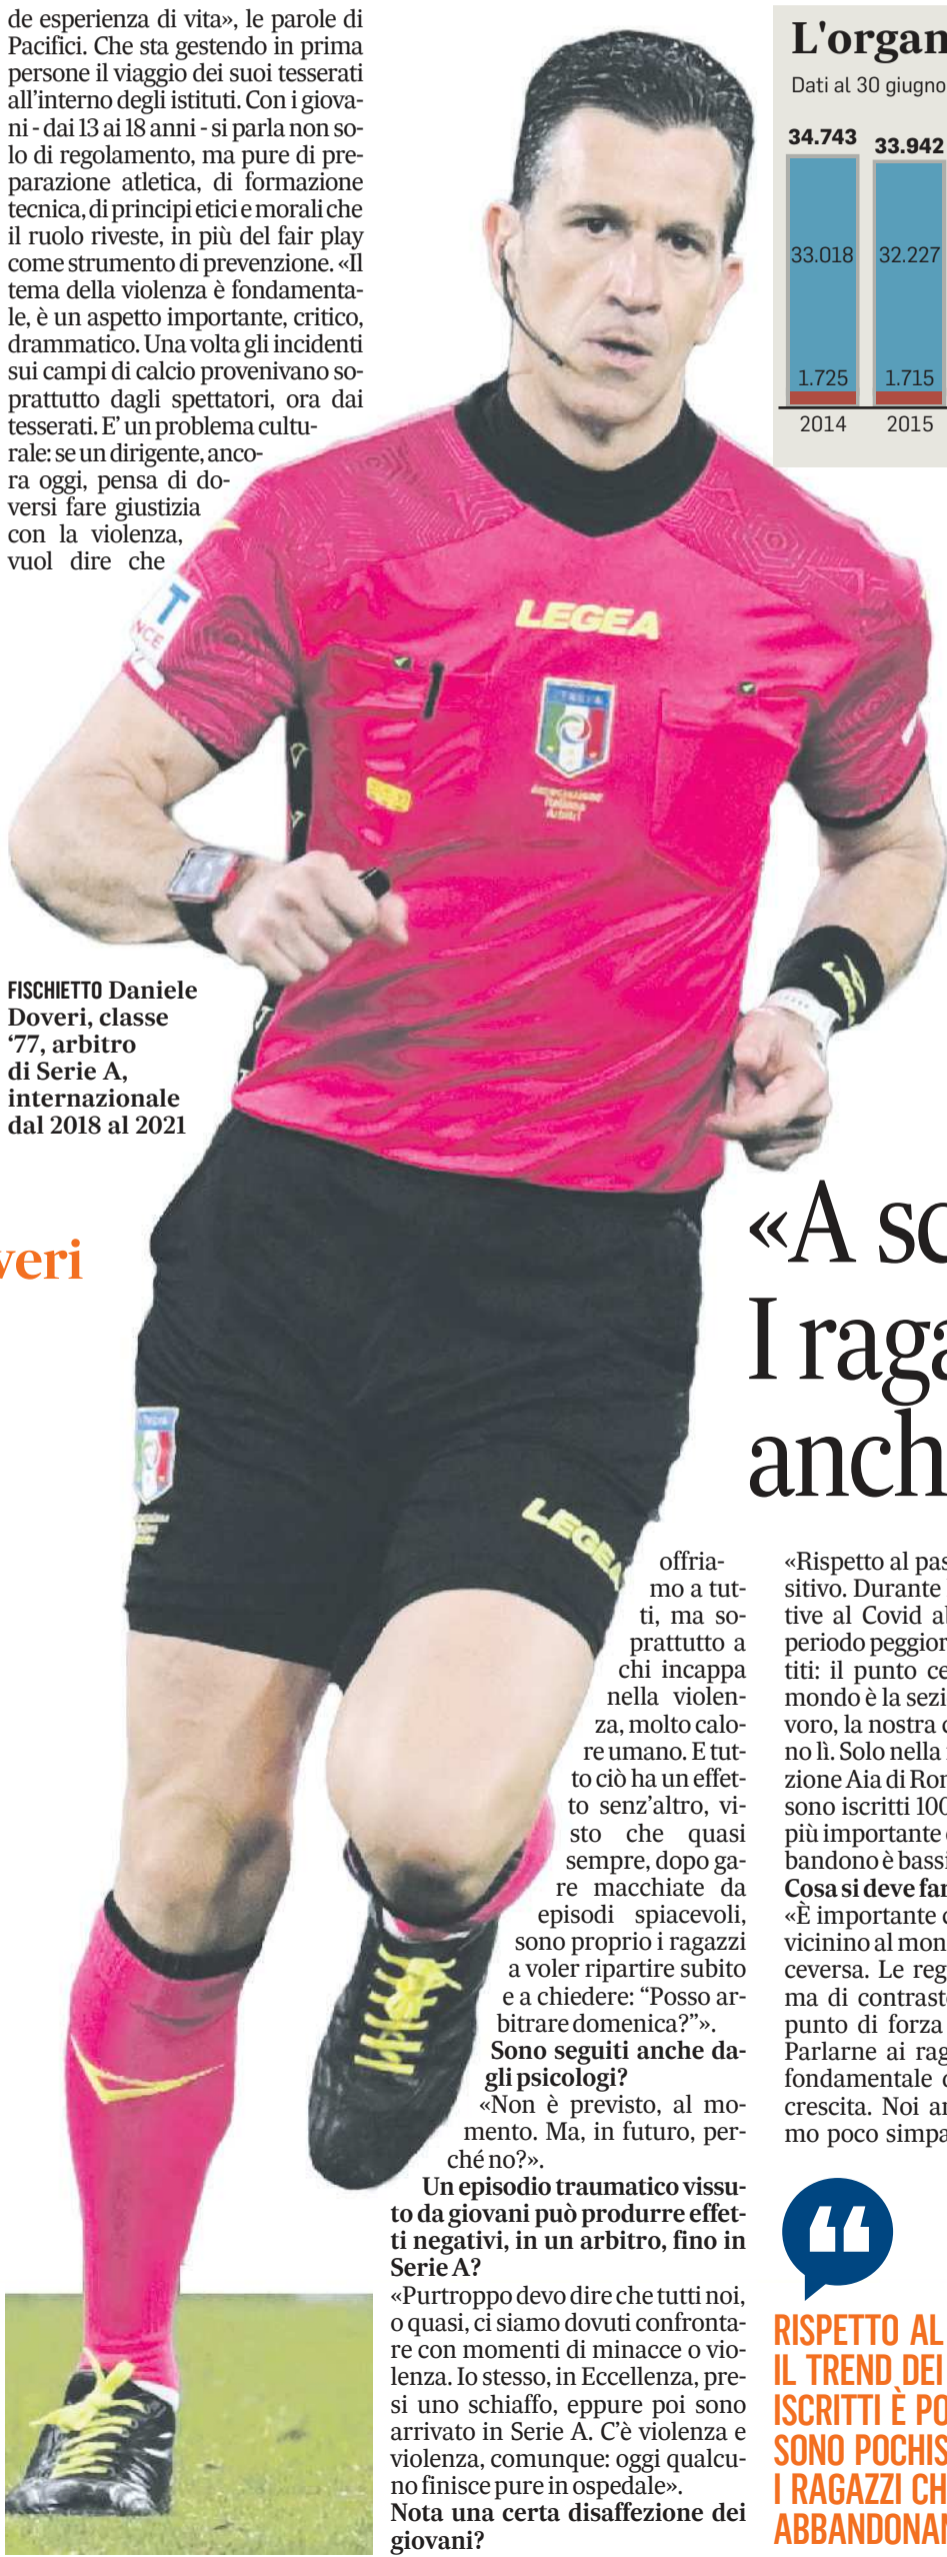 de esperienza di vita», le parole di
Pacifici. Che sta gestendo in prima
persone il viaggio dei suoi tesserati
all'interno degli istituti. Con i giova-
ni - dai 13 ai 18 anni - si parla non so-
lo di regolamento, ma pure di pre-
parazione atletica, di formazione
tecnica, di principi etici e morali che
il ruolo riveste, in più del fair play
come strumento di prevenzione. «Il
tema della violenza è fondamenta-
le, è un aspetto importante, critico,
drammatico. Una volta gli incidenti
sui campi di calcio provenivano so-
prattutto dagli spettatori, ora dai
tesserati. E' un problema cultu-
rale: se un dirigente, anco-
ra oggi, pensa di do-
versi fare giustizia
con la violenza,
vuol dire che
L'organ
Dati al 30 giugno
34.743 33.942
33.018 32.227
1.725 1.715
2014 2015
T
NCE
LEGEA
ITALIA
Associazione
Italiana
Arbitri
LEGEA
FISCHIETTO Daniele
Doveri, classe
‘77, arbitro
di Serie A,
internazionale
dal 2018 al 2021
veri
«A sc
I raga
anch
LEGEA
offria-
mo a tut-
ti, ma so-
prattutto a
chi incappa
nella violen-
za, molto calo-
re umano. E tut-
to ciò ha un effet-
to senz'altro, vi-
sto che quasi
sempre, dopo ga-
re macchiate da
episodi spiacevoli,
sono proprio i ragazzi
a voler ripartire subito
e a chiedere: “Posso ar-
bitrare domenica?”».
Sono seguiti anche da-
gli psicologi?
«Non è previsto, al mo-
mento. Ma, in futuro, per-
ché no?».
Un episodio traumatico vissu-
to da giovani può produrre effet-
ti negativi, in un arbitro, fino in
Serie A?
«Purtroppo devo dire che tutti noi,
o quasi, ci siamo dovuti confronta-
re con momenti di minacce o vio-
lenza. Io stesso, in Eccellenza, pre-
si uno schiaffo, eppure poi sono
arrivato in Serie A. C'è violenza e
violenza, comunque: oggi qualcu-
no finisce pure in ospedale».
Nota una certa disaffezione dei
giovani?
«Rispetto al pas
sitivo. Durante
tive al Covid al
periodo peggior
titi: il punto ce
mondo è la sezi
voro, la nostra c
no lì. Solo nella
zione Aia di Ror
sono iscritti 100
più importante
bandono è bassi
Cosa si deve far
«È importante c
vicinino al mon
ceversa. Le reg
ma di contrast
punto di forza
Parlarne ai rag
fondamentale
crescita. Noi ar
mo poco simpa
“
RISPETTO AL
IL TREND DEI
ISCRITTI È PO
SONO POCHIS
I RAGAZZI CH
ABBANDONAN